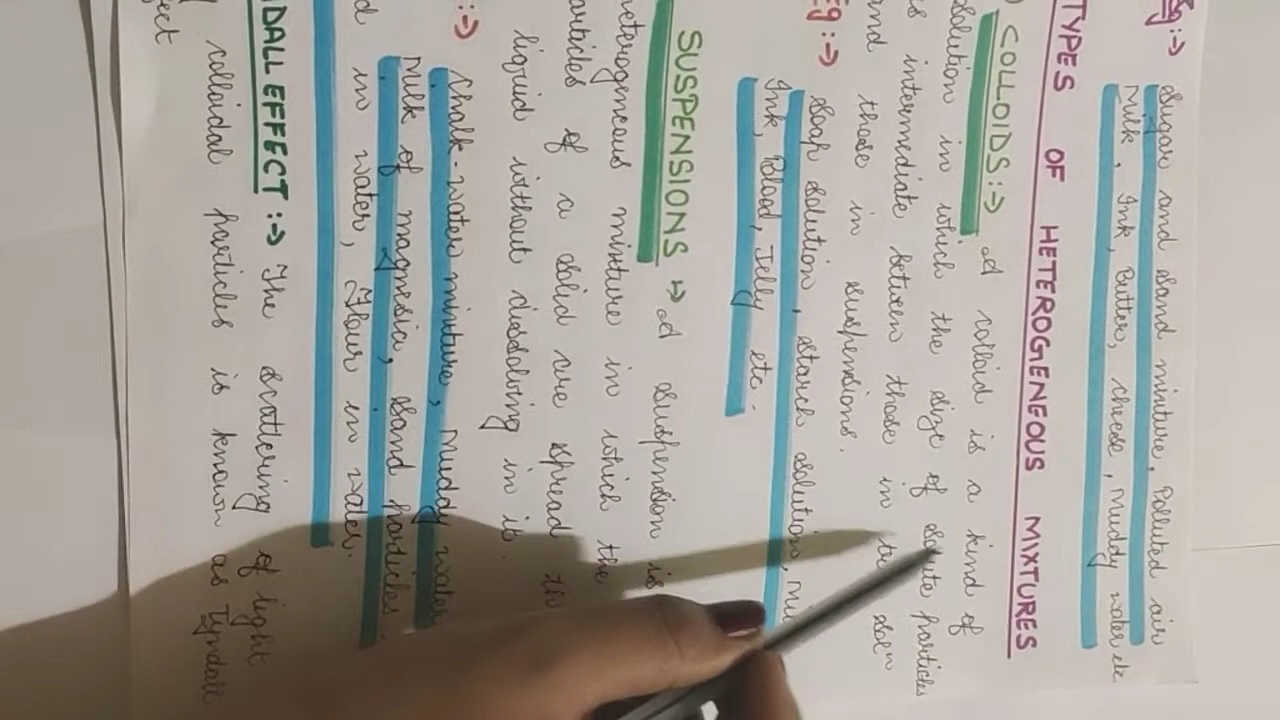 Eg :->
Sugar and sand mixture, Polluted air
Milk, Ink, Butter, cheese, Muddy water etc
TYPES OF HETEROGENEOUS MIXTURES
) COLLOIDS :-> A colloid is a kind of
solution in which the size of solute particles
is intermediate between those in
soln
and those in suspensions.
Eg :->
Soap solution, starch solution,
Ink, Blood, Jelly etc.
SUSPENSIONS -> A suspension is
heterogeneous mixture in which the
particles of a solid are spread
liquid without dissolving in it.
:-> Chalk-water mixture, Muddy water
Milk of magnesia, Sand particles
in water, Flour in water.
DALL EFFECT :-> The scattering of light
colloidal particles is known as Tyndall